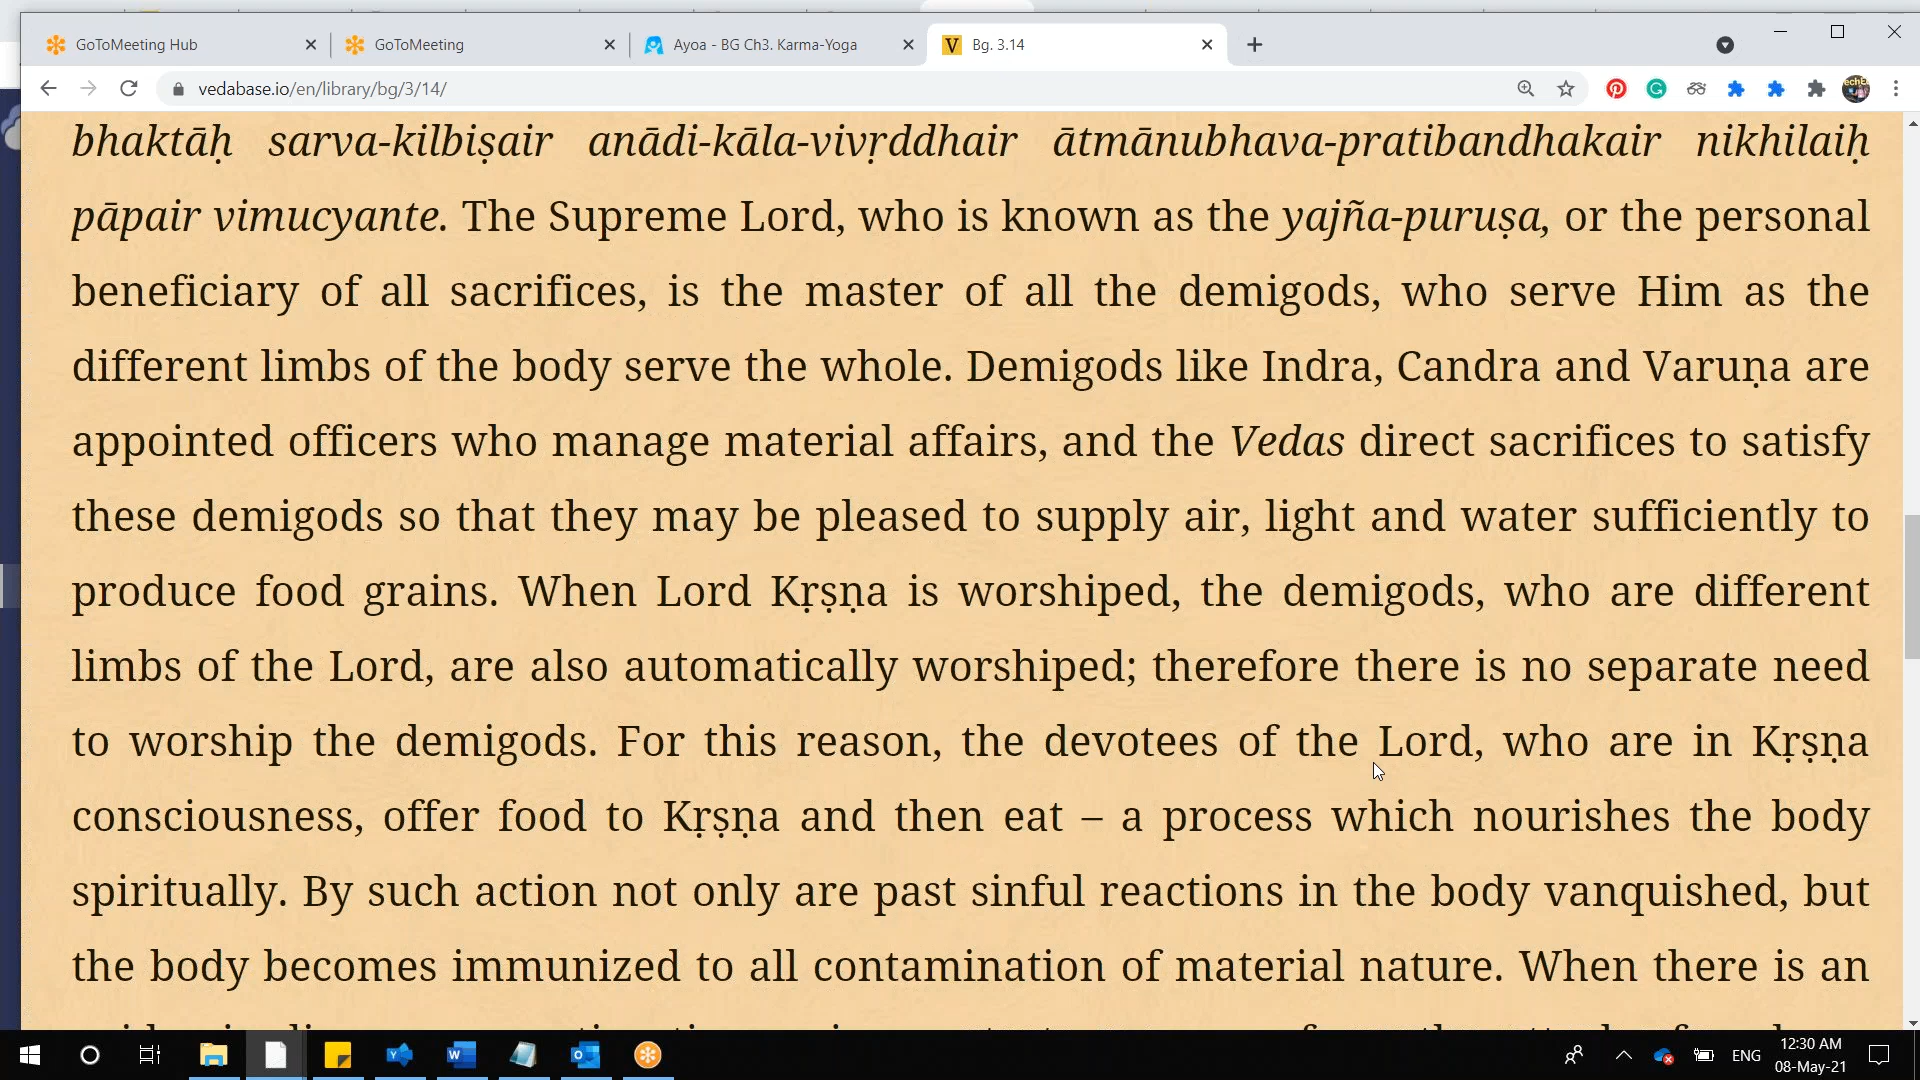 GoToMeeting Hub
GoToMeeting
Ayoa - BG Ch3. Karma-Yoga
Bg. 3.14
vedabase.io/en/library/bg/3/14/
bhaktāḥ sarva-kilbiṣair anādi-kāla-vivṛddhair ātmānubhava-pratibandhakair nikhilaiḥ
pāpair vimucyante. The Supreme Lord, who is known as the yajña-puruṣa, or the personal
beneficiary of all sacrifices, is the master of all the demigods, who serve Him as the
different limbs of the body serve the whole. Demigods like Indra, Candra and Varuṇa are
appointed officers who manage material affairs, and the Vedas direct sacrifices to satisfy
these demigods so that they may be pleased to supply air, light and water sufficiently to
produce food grains. When Lord Kṛṣṇa is worshiped, the demigods, who are different
limbs of the Lord, are also automatically worshiped; therefore there is no separate need
to worship the demigods. For this reason, the devotees of the Lord, who are in Kṛṣṇa
consciousness, offer food to Kṛṣṇa and then eat – a process which nourishes the body
spiritually. By such action not only are past sinful reactions in the body vanquished, but
the body becomes immunized to all contamination of material nature. When there is an
ENG
12:30 AM
08-May-21